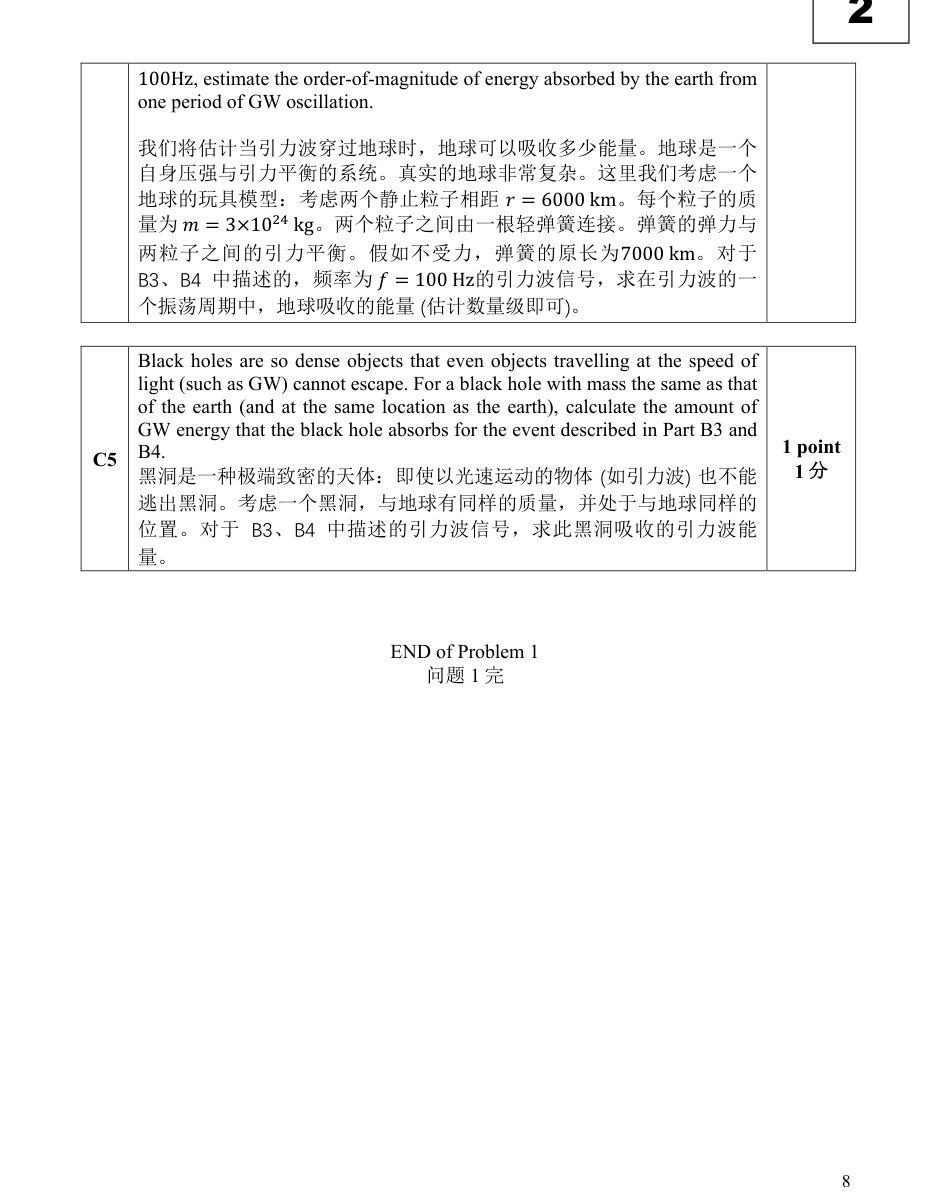 2
100Hz, estimate the order-of-magnitude of energy absorbed by the earth from
one period of GW oscillation.
我们将估计当引力波穿过地球时，地球可以吸收多少能量。地球是一个
自身压强与引力平衡的系统。真实的地球非常复杂。这里我们考虑一个
地球的玩具模型：考虑两个静止粒子相距 r = 6000 km。每个粒子的质
量为 m = 3×10²⁴ kg。两个粒子之间由一根轻弹簧连接。弹簧的弹力与
两粒子之间的引力平衡。假如不受力，弹簧的原长为7000 km。对于
B3、B4 中描述的，频率为 f = 100 Hz的引力波信号，求在引力波的一
个振荡周期中，地球吸收的能量 (估计数量级即可)。
C5
Black holes are so dense objects that even objects travelling at the speed of
light (such as GW) cannot escape. For a black hole with mass the same as that
of the earth (and at the same location as the earth), calculate the amount of
GW energy that the black hole absorbs for the event described in Part B3 and
B4.
黑洞是一种极端致密的天体：即使以光速运动的物体 (如引力波) 也不能
逃出黑洞。考虑一个黑洞，与地球有同样的质量，并处于与地球同样的
位置。对于 B3、B4 中描述的引力波信号，求此黑洞吸收的引力波能
量。
1 point
1 分
END of Problem 1
问题 1 完
8